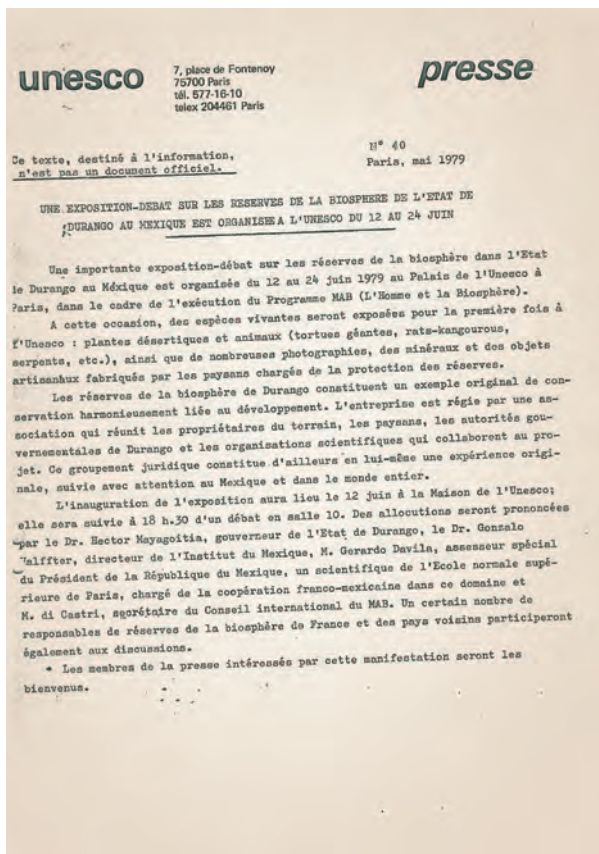 unesco
7, place de Fontenoy
75700 Paris
tél. 577-16-10
telex 204461 Paris
presse
N° 40
Paris, mai 1979
Ce texte, destiné à l'information,
n'est pas un document officiel.
UNE EXPOSITION-DEBAT SUR LES RESERVES DE LA BIOSPHERE DE L'ETAT DE
DURANGO AU MEXIQUE EST ORGANISEE A L'UNESCO DU 12 AU 24 JUIN
Une importante exposition-débat sur les réserves de la biosphère dans l'Etat
le Durango au Méxique est organisée du 12 au 24 juin 1979 au Palais de l'Unesco à
Paris, dans le cadre de l'exécution du Programme MAB (L'Homme et la Biosphère).
A cette occasion, des espèces vivantes seront exposées pour la première fois à
l'Unesco : plantes désertiques et animaux (tortues géantes, rats-kangourous,
serpents, etc.), ainsi que de nombreuses photographies, des minéraux et des objets
artisanaux fabriqués par les paysans chargés de la protection des réserves.
Les réserves de la biosphère de Durango constituent un exemple original de con-
servation harmonieusement liée au développement. L'entreprise est régie par une as-
sociation qui réunit les propriétaires du terrain, les paysans, les autorités gou-
vernementales de Durango et les organisations scientifiques qui collaborent au pro-
jet. Ce groupement juridique constitue d'ailleurs en lui-même une expérience origi-
nale, suivie avec attention au Mexique et dans le monde entier.
L'inauguration de l'exposition aura lieu le 12 juin à la Maison de l'Unesco;
elle sera suivie à 18 h.30 d'un débat en salle 10. Des allocutions seront prononcées
par le Dr. Hector Mayagoitia, gouverneur de l'Etat de Durango, le Dr. Gonzalo
Halffter, directeur de l'Institut du Mexique, M. Gerardo Davila, assesseur spécial
du Président de la République du Mexique, un scientifique de l'Ecole normale supé-
rieure de Paris, chargé de la coopération franco-mexicaine dans ce domaine et
M. di Castri, secrétaire du Conseil international du MAB. Un certain nombre de
responsables de réserves de la biosphère de France et des pays voisins participeront
également aux discussions.
Les membres de la presse intéressés par cette manifestation seront les
bienvenus.